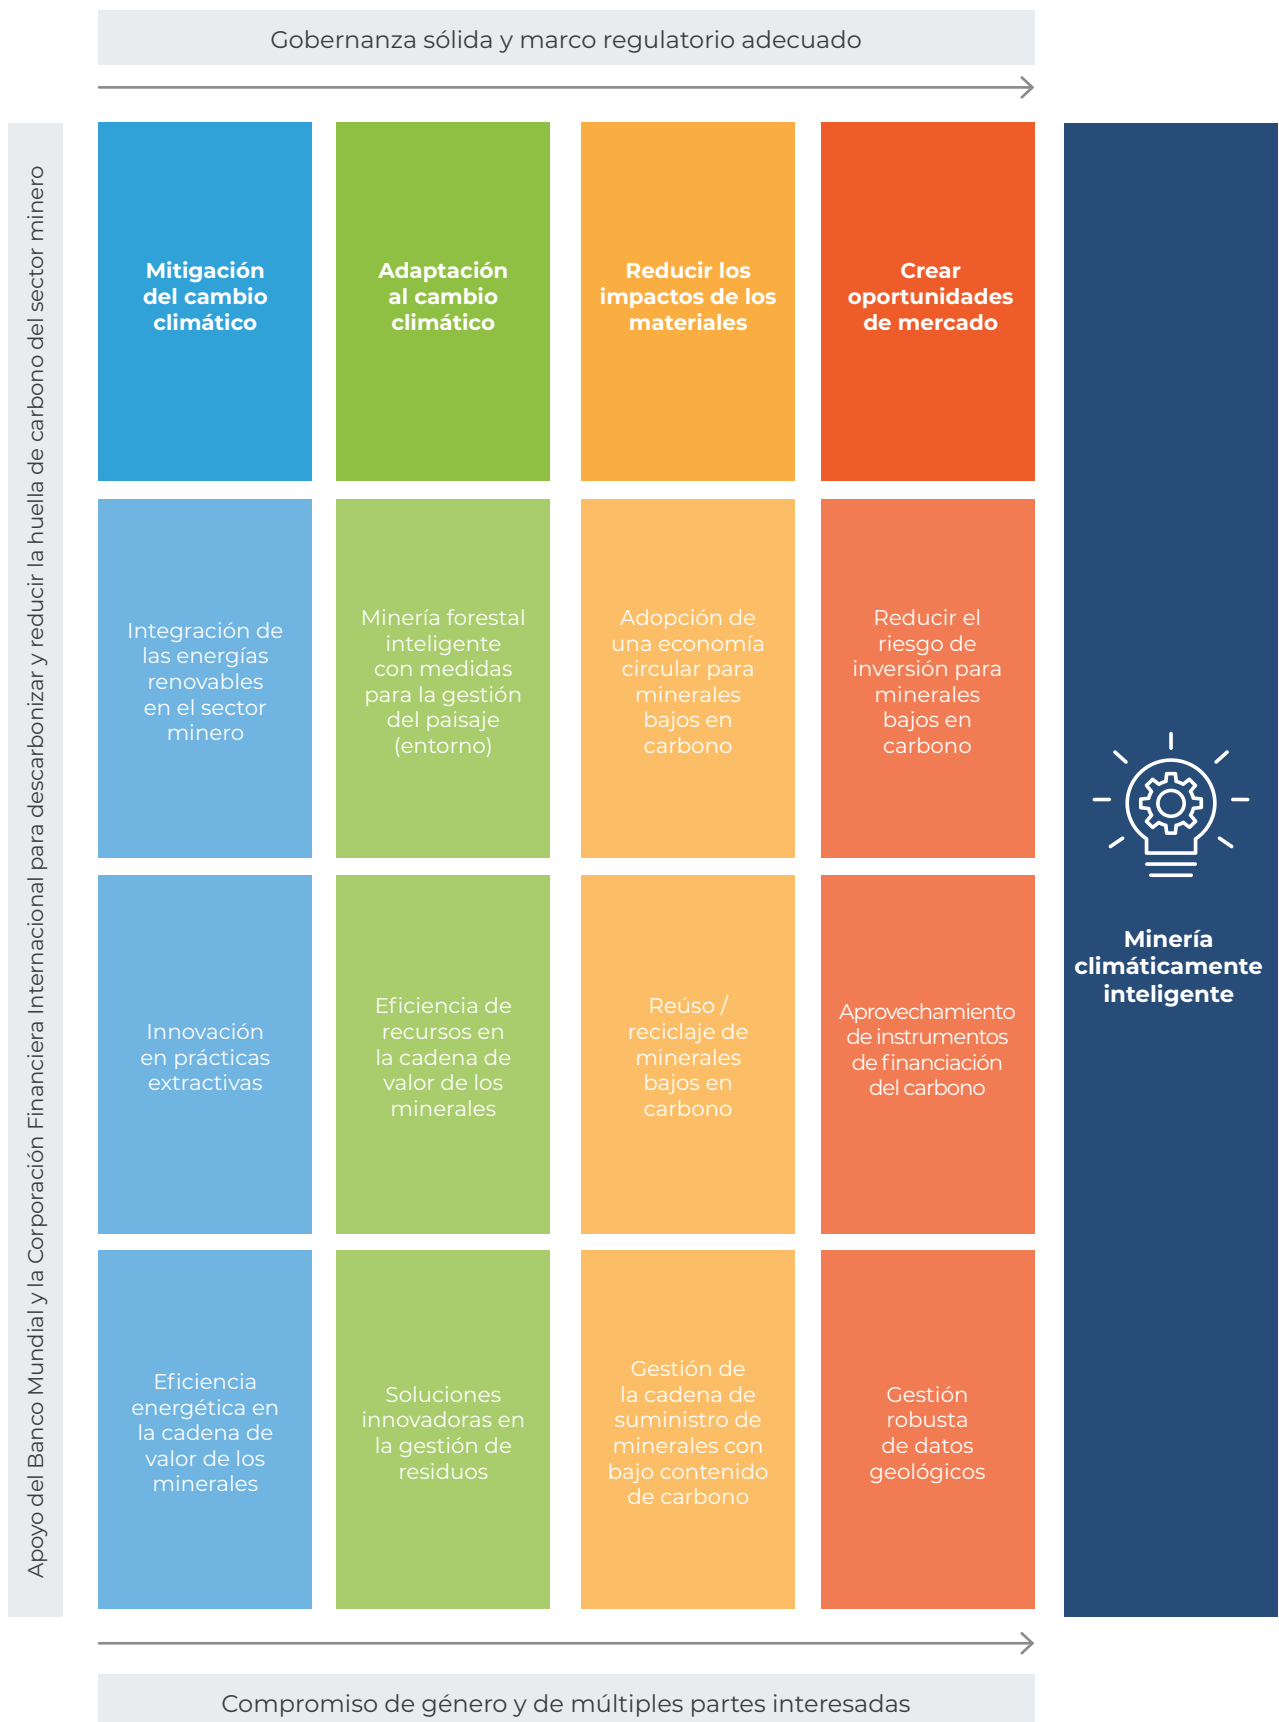 Gobernanza sólida y marco regulatorio adecuado
Apoyo del Banco Mundial y la Corporación Financiera Internacional para descarbonizar y reducir la huella de carbono del sector minero
Mitigación
del cambio
climático
Adaptación
al cambio
climático
Reducir los
impactos de los
materiales
Crear
oportunidades
de mercado
Integración de
las energías
renovables
en el sector
minero
Minería forestal
inteligente
con medidas
para la gestión
del paisaje
(entorno)
Adopción de
una economía
circular para
minerales
bajos en
carbono
Reducir el
riesgo de
inversión para
minerales
bajos en
carbono
Innovación
en prácticas
extractivas
Eficiencia de
recursos en
la cadena de
valor de los
minerales
Reúso /
reciclaje de
minerales
bajos en
carbono
Aprovechamiento
de instrumentos
de financiación
del carbono
Eficiencia
energética en
la cadena de
valor de los
minerales
Soluciones
innovadoras en
la gestión de
residuos
Gestión de
la cadena de
suministro de
minerales con
bajo contenido
de carbono
Gestión
robusta
de datos
geológicos
Minería
climáticamente
inteligente
Compromiso de género y de múltiples partes interesadas